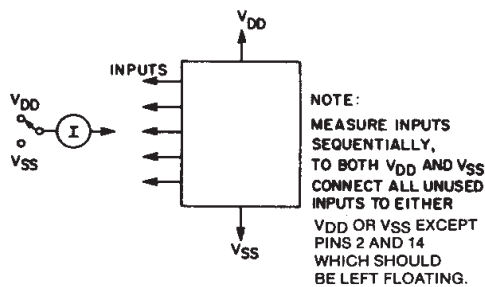 VDD
INPUTS
VDD
I
VSS
VSS
NOTE:
MEASURE INPUTS
SEQUENTIALLY,
TO BOTH VDD AND VSS
CONNECT ALL UNUSED
INPUTS TO EITHER
VDD OR VSS EXCEPT
PINS 2 AND 14
WHICH SHOULD
BE LEFT FLOATING.